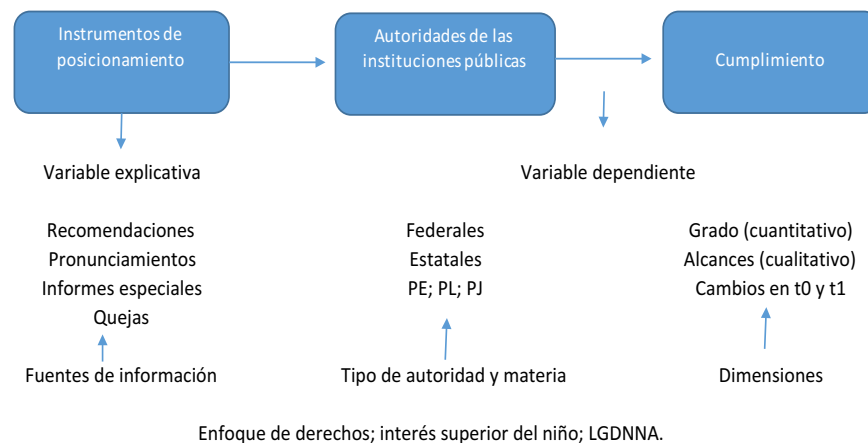 Instrumentos de
posicionamiento
Autoridades de las
instituciones públicas
Cumplimiento
Variable explicativa
Variable dependiente
Recomendaciones
Pronunciamientos
Informes especiales
Quejas
Federales
Estatales
PE; PL; PJ
Grado (cuantitativo)
Alcances (cualitativo)
Cambios en t0 y t1
Fuentes de información
Tipo de autoridad y materia
Dimensiones
Enfoque de derechos; interés superior del niño; LGDNNA.